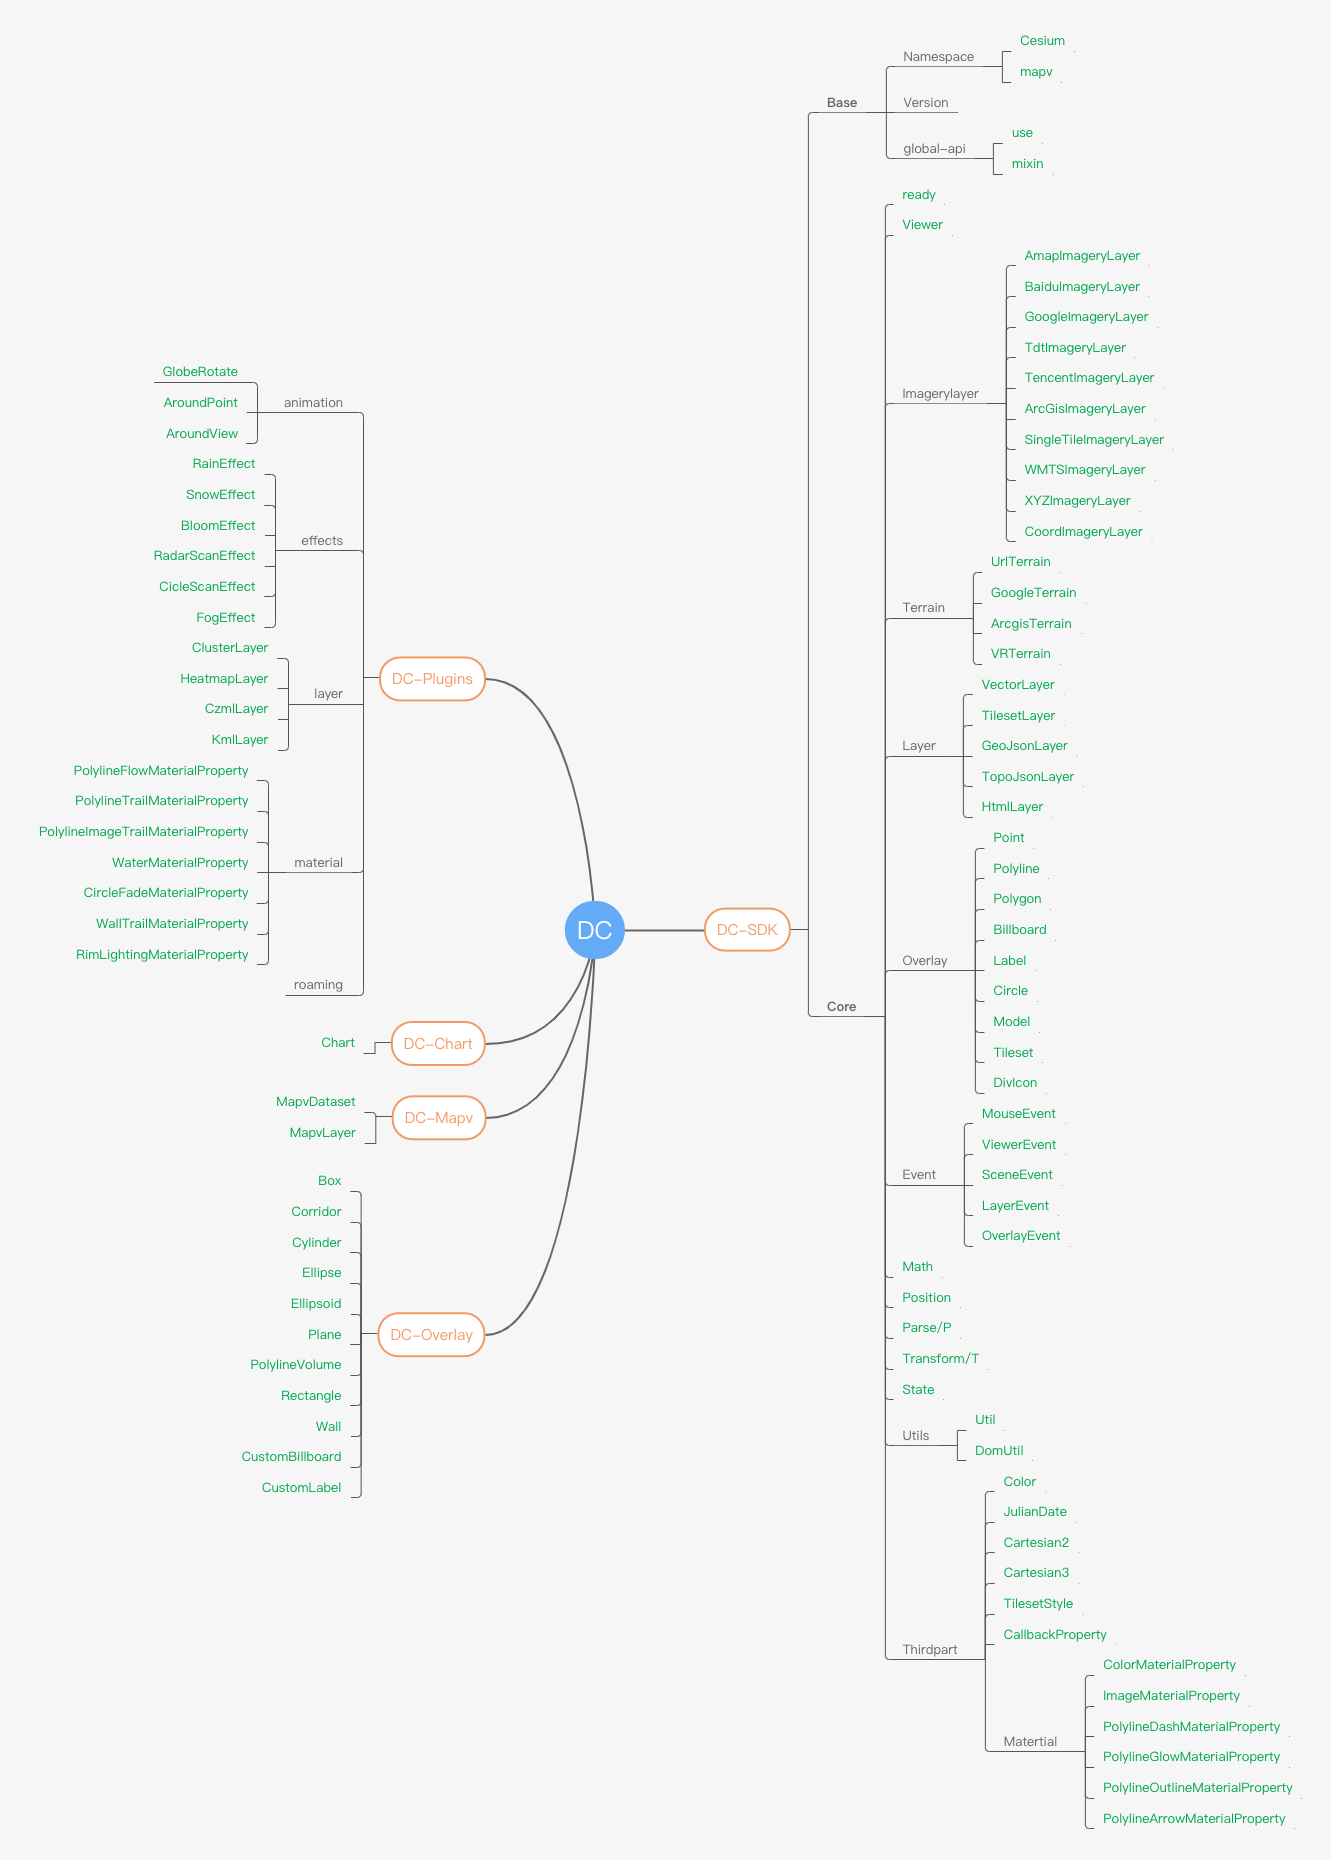 DC
DC-Plugins
animation
GlobeRotate
AroundPoint
AroundView
effects
RainEffect
SnowEffect
BloomEffect
RadarScanEffect
CicleScanEffect
FogEffect
layer
ClusterLayer
HeatmapLayer
CzmlLayer
KmlLayer
material
PolylineFlowMaterialProperty
PolylineTrailMaterialProperty
PolylineImageTrailMaterialProperty
WaterMaterialProperty
CircleFadeMaterialProperty
WallTrailMaterialProperty
RimLightingMaterialProperty
roaming
DC-Chart
Chart
DC-Mapv
MapvDataset
MapvLayer
DC-Overlay
Box
Corridor
Cylinder
Ellipse
Ellipsoid
Plane
PolylineVolume
Rectangle
Wall
CustomBillboard
CustomLabel
DC-SDK
Base
Namespace
Cesium
mapv
Version
global-api
use
mixin
Core
ready
Viewer
Imagerylayer
AmapImageryLayer
BaiduImageryLayer
GoogleImageryLayer
TdtImageryLayer
TencentImageryLayer
ArcGisImageryLayer
SingleTileImageryLayer
WMTSImageryLayer
XYZImageryLayer
CoordImageryLayer
Terrain
UrlTerrain
GoogleTerrain
ArcgisTerrain
VRTerrain
Layer
VectorLayer
TilesetLayer
GeoJsonLayer
TopoJsonLayer
HtmlLayer
Overlay
Point
Polyline
Polygon
Billboard
Label
Circle
Model
Tileset
DivIcon
Event
MouseEvent
ViewerEvent
SceneEvent
LayerEvent
OverlayEvent
Math
Position
Parse/P
Transform/T
State
Utils
Util
DomUtil
Thirdpart
Color
JulianDate
Cartesian2
Cartesian3
TilesetStyle
CallbackProperty
Matertial
ColorMaterialProperty
ImageMaterialProperty
PolylineDashMaterialProperty
PolylineGlowMaterialProperty
PolylineOutlineMaterialProperty
PolylineArrowMaterialProperty